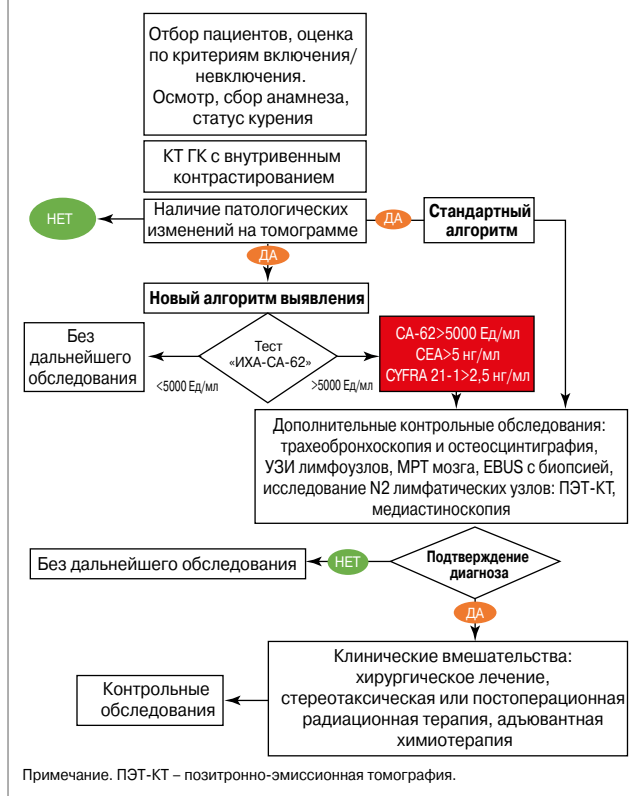 Отбор пациентов, оценка
по критериям включения/
невключения.
Осмотр, сбор анамнеза,
статус курения
КТ ГК с внутривенным
контрастированием
НЕТ
Наличие патологических
изменений на томограмме
ДА
Стандартный
алгоритм
ДА
Новый алгоритм выявления
Без
дальнейшего
обследования
<5000 Ед/мл
Тест
«ИХА-СА-62»
>5000 Ед/мл
СА-62>5000 Ед/мл
CEA>5 нг/мл
CYFRA 21-1>2,5 нг/мл
Дополнительные контрольные обследования:
трахеобронхоскопия и остеосцинтиграфия,
УЗИ лимфоузлов, МРТ мозга, EBUS с биопсией,
исследование N2 лимфатических узлов: ПЭТ-КТ,
медиастиноскопия
Без дальнейшего обследования
НЕТ
Подтверждение
диагноза
ДА
Контрольные
обследования
Клинические вмешательства:
хирургическое лечение,
стереотаксическая или постоперационная
радиационная терапия, адъювантная
химиотерапия
Примечание. ПЭТ-КТ – позитронно-эмиссионная томография.